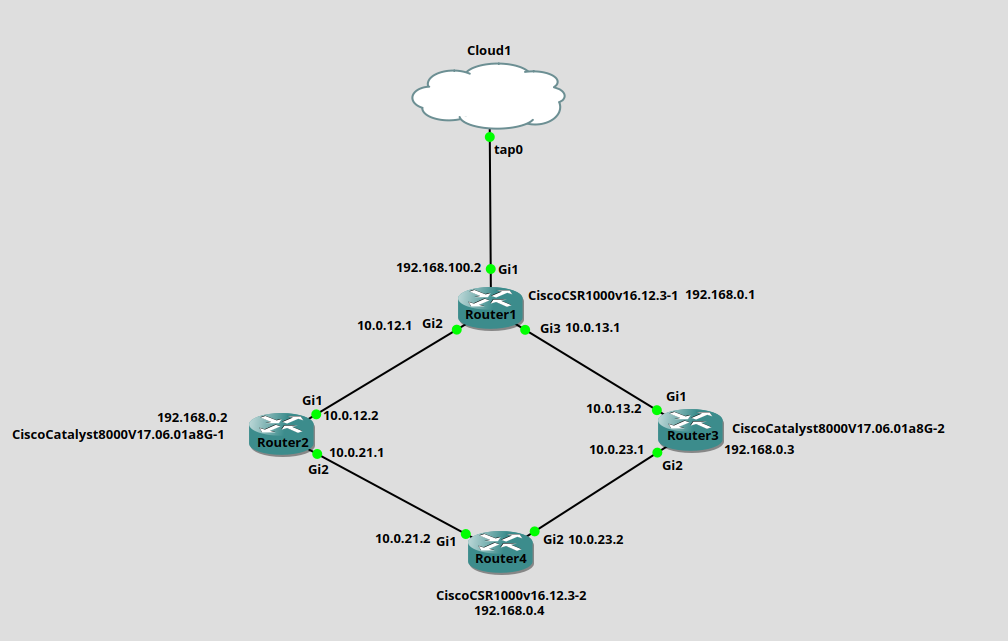 Cloud1
tap0
192.168.100.2 Gi1
CiscoCSR1000v16.12.3-1 192.168.0.1
Router1
10.0.12.1 Gi2
Gi3 10.0.13.1
Gi1
10.0.12.2
192.168.0.2
CiscoCatalyst8000V17.06.01a8G-1
Router2
10.0.21.1
Gi2
Gi1
10.0.13.2
Router3
CiscoCatalyst8000V17.06.01a8G-2
192.168.0.3
10.0.23.1
Gi2
10.0.21.2 Gi1
Gi2 10.0.23.2
Router4
CiscoCSR1000v16.12.3-2
192.168.0.4